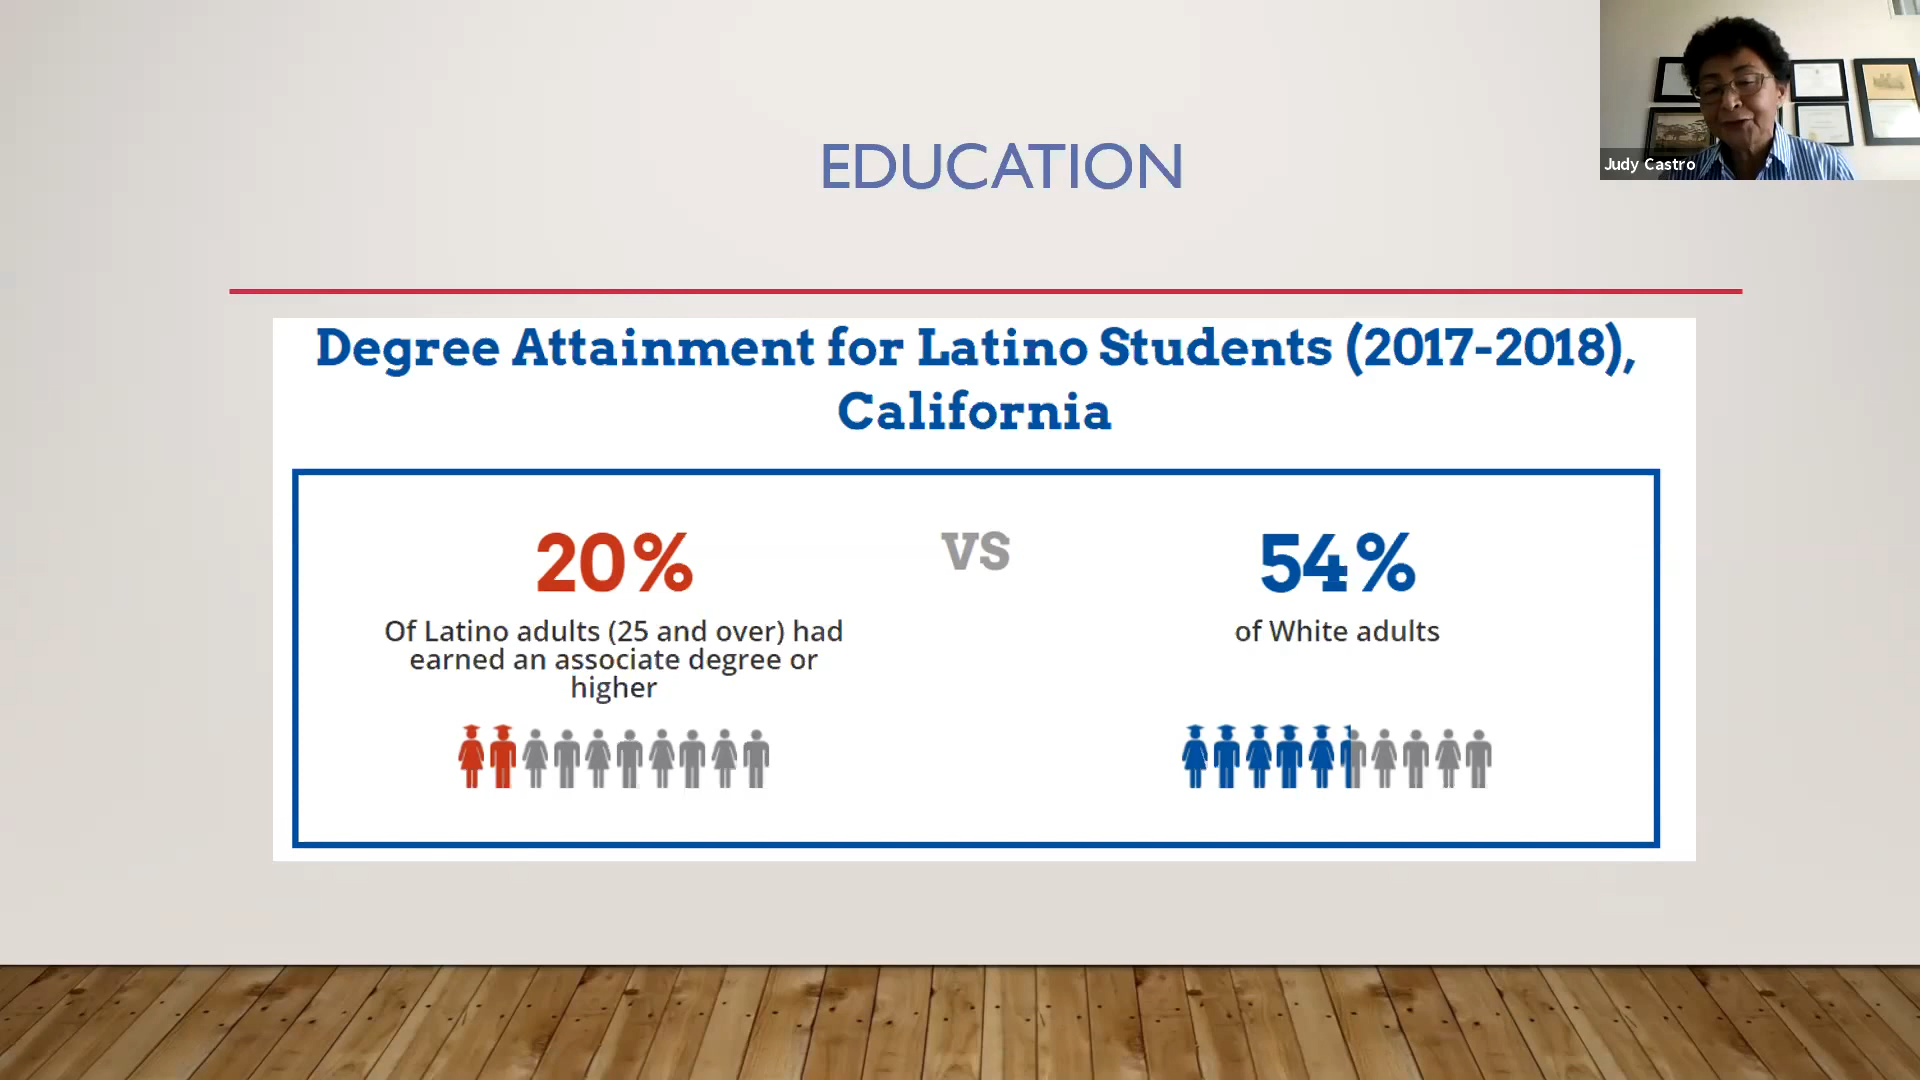 EDUCATION
Judy Castro
Degree Attainment for Latino Students (2017-2018),
California
20%
VS
54%
Of Latino adults (25 and over) had
earned an associate degree or
higher
of White adults